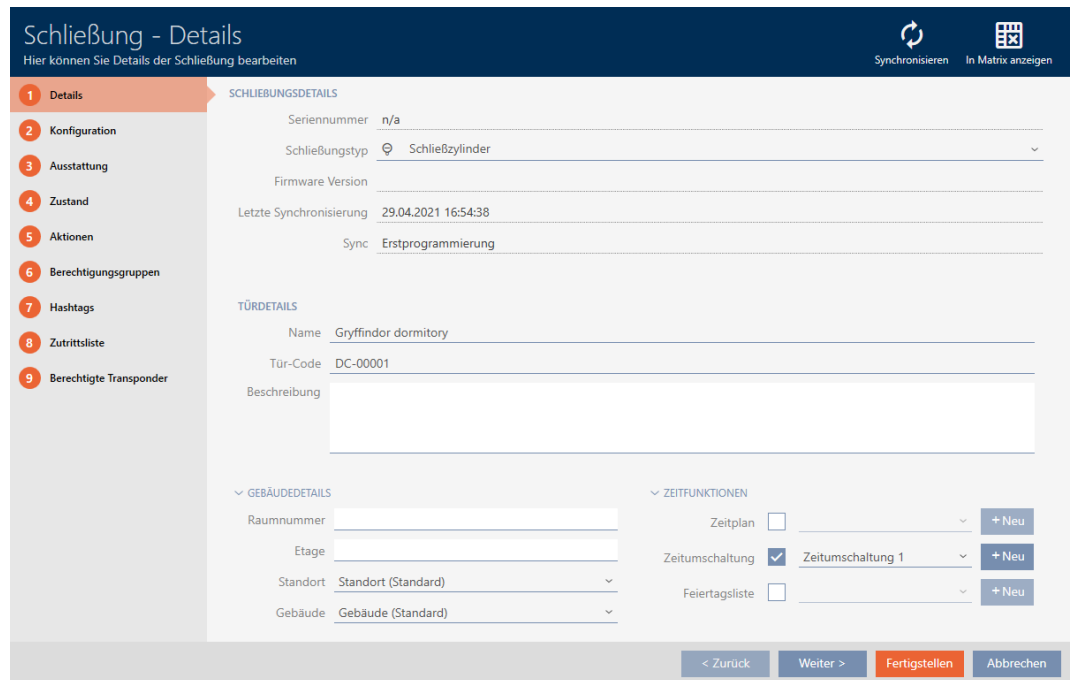 Schließung - Details
Hier können Sie Details der Schließung bearbeiten
Synchronisieren
In Matrix anzeigen
1 Details
2 Konfiguration
3 Ausstattung
4 Zustand
5 Aktionen
6 Berechtigungsgruppen
7 Hashtags
8 Zutrittsliste
9 Berechtigte Transponder
SCHLIEßUNGSDETAILS
Seriennummer n/a
Schließungstyp Schließzylinder
Firmware Version
Letzte Synchronisierung 29.04.2021 16:54:38
Sync Erstprogrammierung
TÜRDETAILS
Name Gryffindor dormitory
Tür-Code DC-00001
Beschreibung
GEBÄUDEDETAILS
Raumnummer
Etage
Standort Standort (Standard)
Gebäude Gebäude (Standard)
ZEITFUNKTIONEN
Zeitplan + Neu
Zeitumschaltung Zeitumschaltung 1 + Neu
Feiertagsliste + Neu
< Zurück
Weiter >
Fertigstellen
Abbrechen